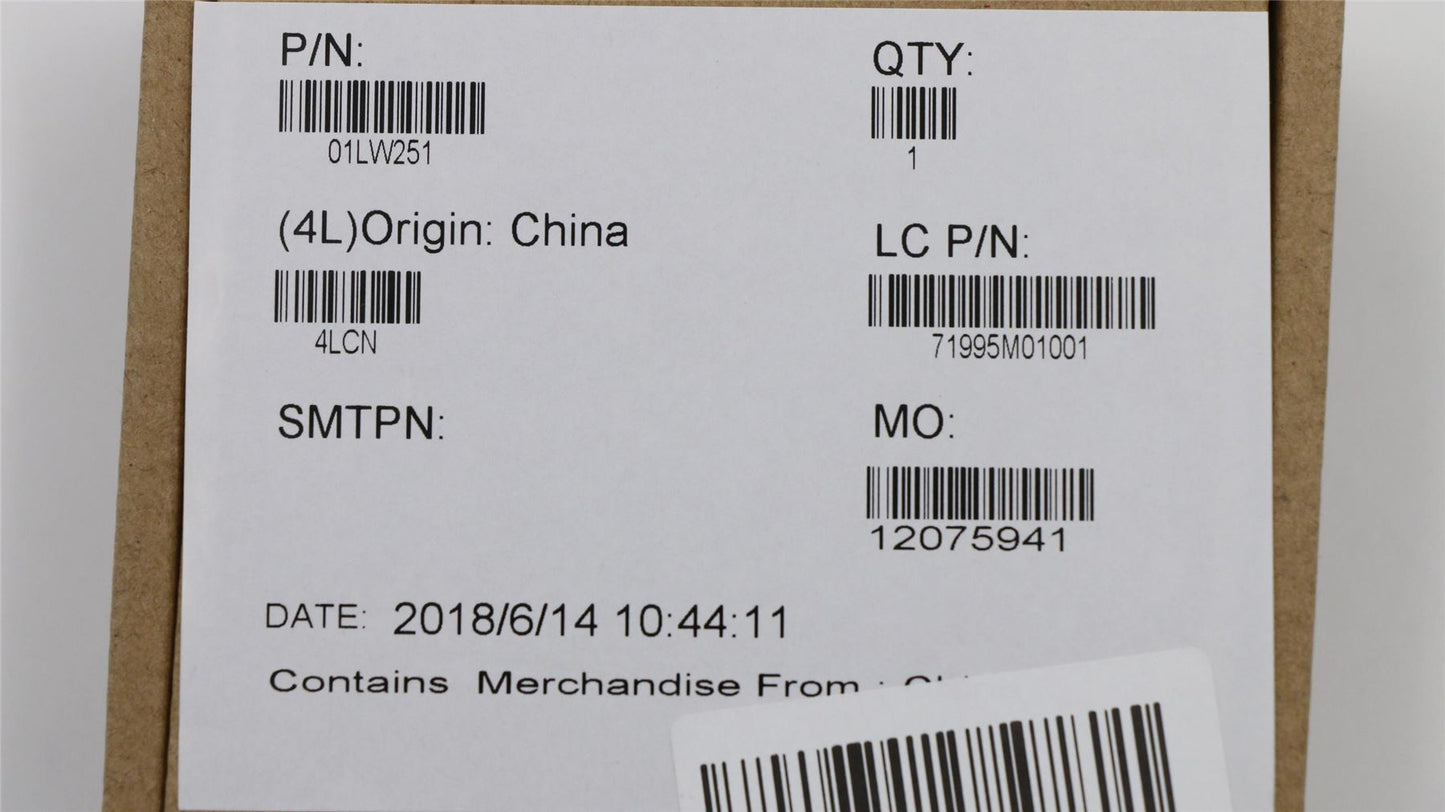 P/N:
01LW251
QTY:
1
(4L)Origin: China
4LCN
LC P/N:
71995M01001
SMTPN:
MO:
12075941
DATE: 2018/6/14 10:44:11
Contains Merchandise From :